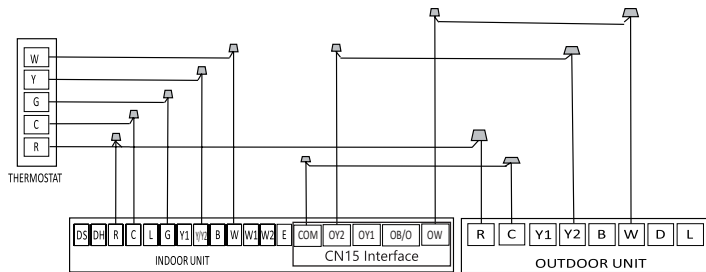 W
Y
G
C
R
THERMOSTAT
DS DH R C L G Y1 Y/Y2 B W W1 W2 E COM OY2 OY1 OB/O OW
CN15 Interface
INDOOR UNIT
R C Y1 Y2 B W D L
OUTDOOR UNIT